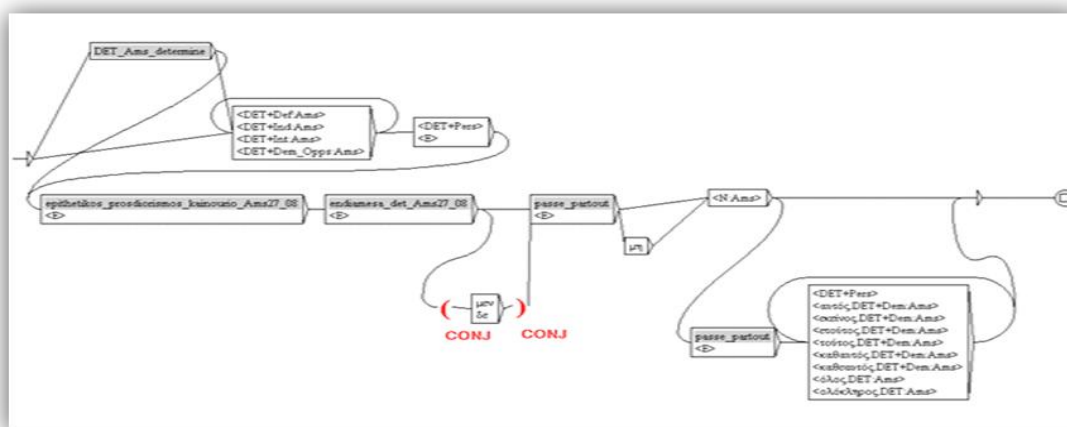 DET_Ams_determine
<DET+Def:Ams>
<DET+Ind:Ams>
<DET+Int:Ams>
<DET+Dem_Opps:Ams>
<DET+Pers>
<E>
epithetikos_prosdiorismos_kainourio_Ams27_08
<E>
endiamesa_det_Ams27_08
<E>
passe_partout
<E>
μη
<N:Ams>
(
μεν
δε
)
CONJ
CONJ
passe_partout
<E>
<DET+Pers>
<αυτός,DET+Dem:Ams>
<εκείνος,DET+Dem:Ams>
<ετούτος,DET+Dem:Ams>
<τούτος,DET+Dem:Ams>
<καθαυτός,DET+Dem:Ams>
<καθεαυτός,DET+Dem:Ams>
<όλος,DET:Ams>
<ολόκληρος,DET:Ams>